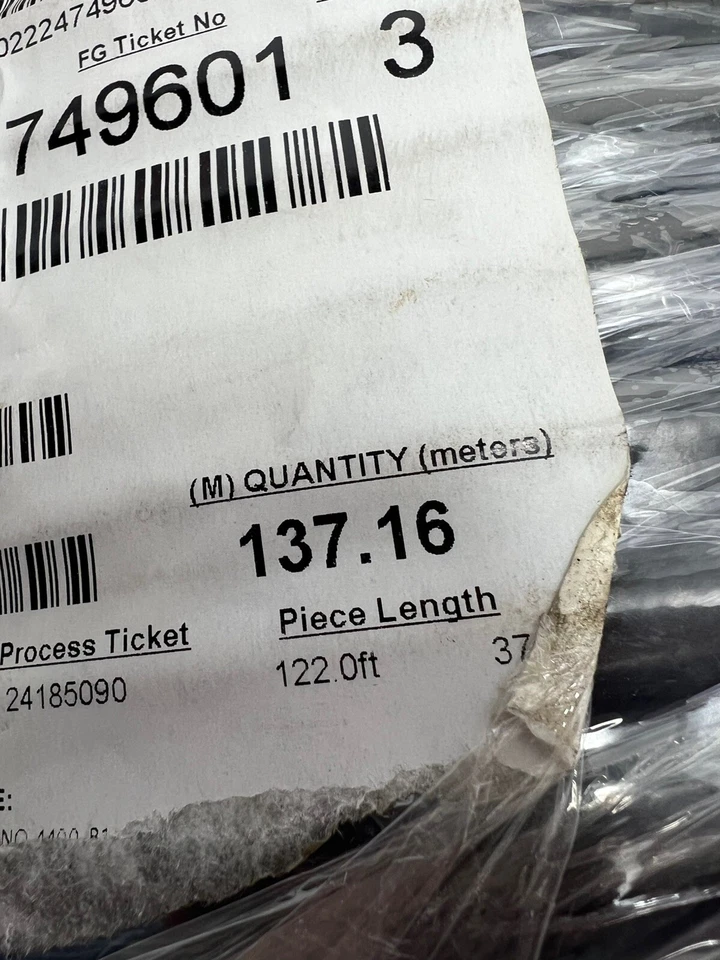 FG Ticket No
749601 3
(M) QUANTITY (meters)
137.16
Piece Length
Process Ticket
122.0ft 37
24185090
E: